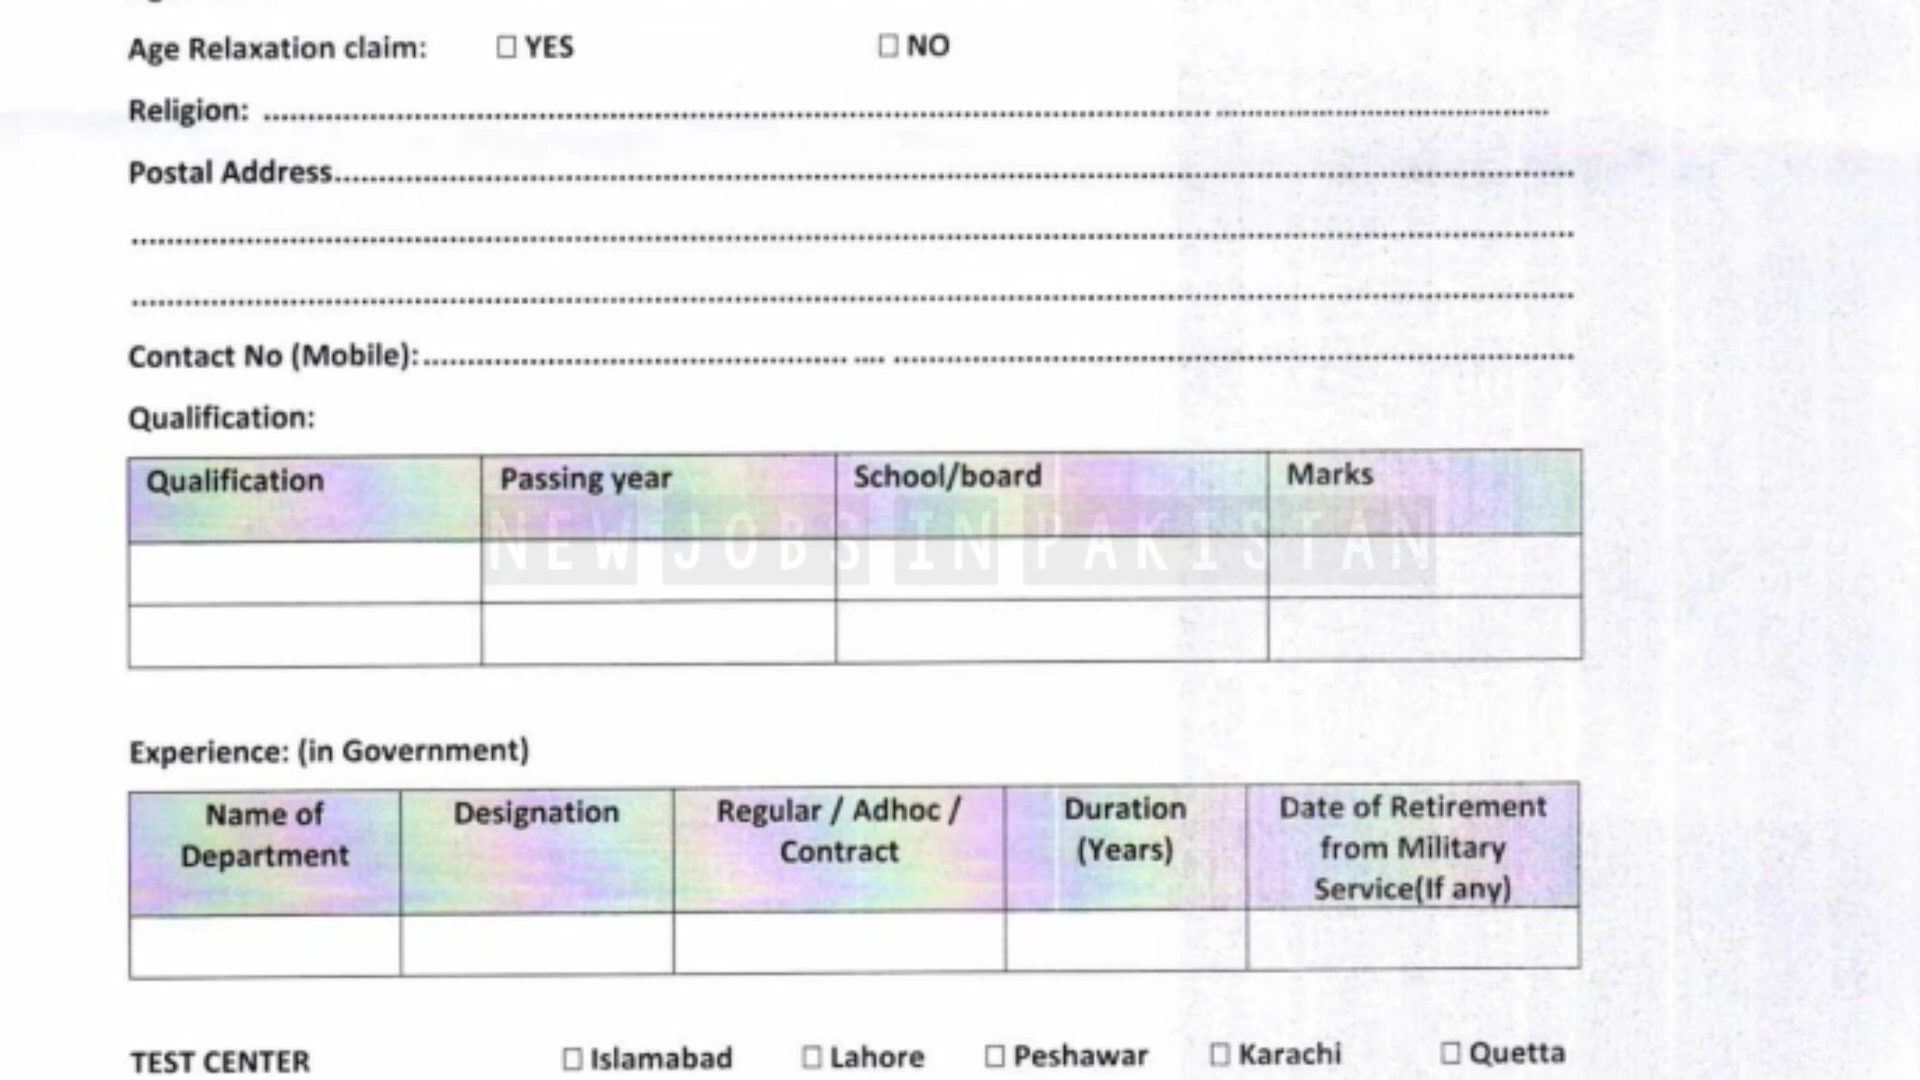 Age Relaxation claim: ☐ YES ☐ NO
Religion: ........................................................................
Postal Address........................................................................
........................................................................
........................................................................
Contact No (Mobile):........................................ .... ........................................
Qualification:
Qualification Passing year School/board Marks
NEW JOBS IN PAKISTAN
Experience: (in Government)
Name of Department Designation Regular / Adhoc / Contract Duration (Years) Date of Retirement from Military Service(If any)
TEST CENTER ☐ Islamabad ☐ Lahore ☐ Peshawar ☐ Karachi ☐ Quetta